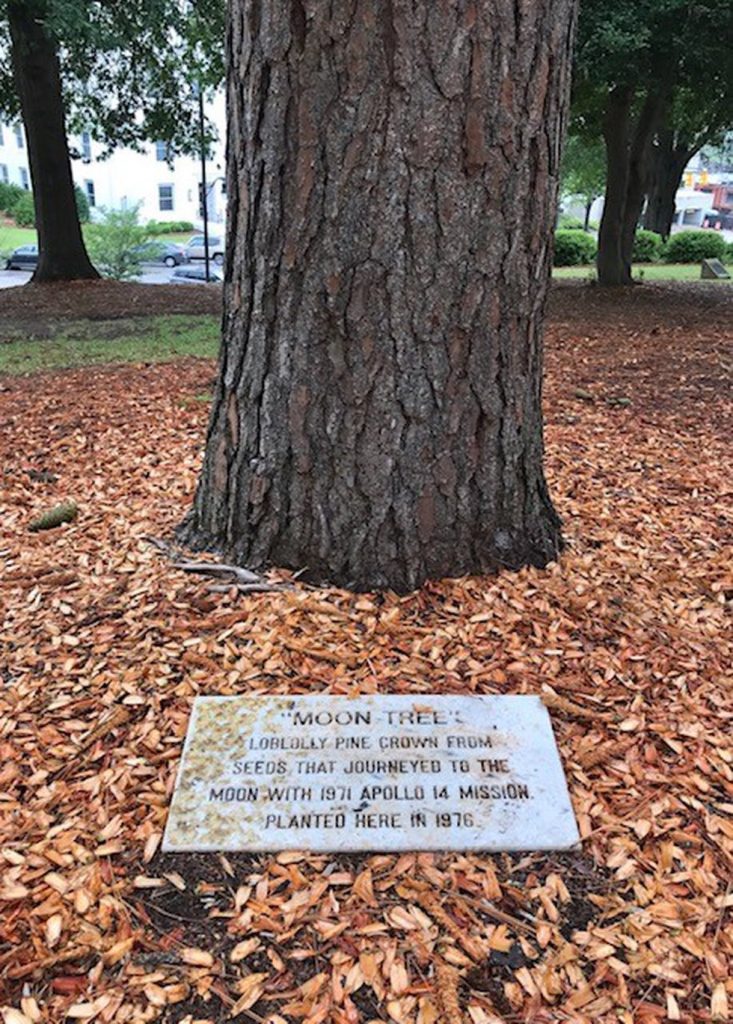 "MOON TREE"
LOBLOLLY PINE GROWN FROM
SEEDS THAT JOURNEYED TO THE
MOON WITH 1971 APOLLO 14 MISSION.
PLANTED HERE IN 1976.